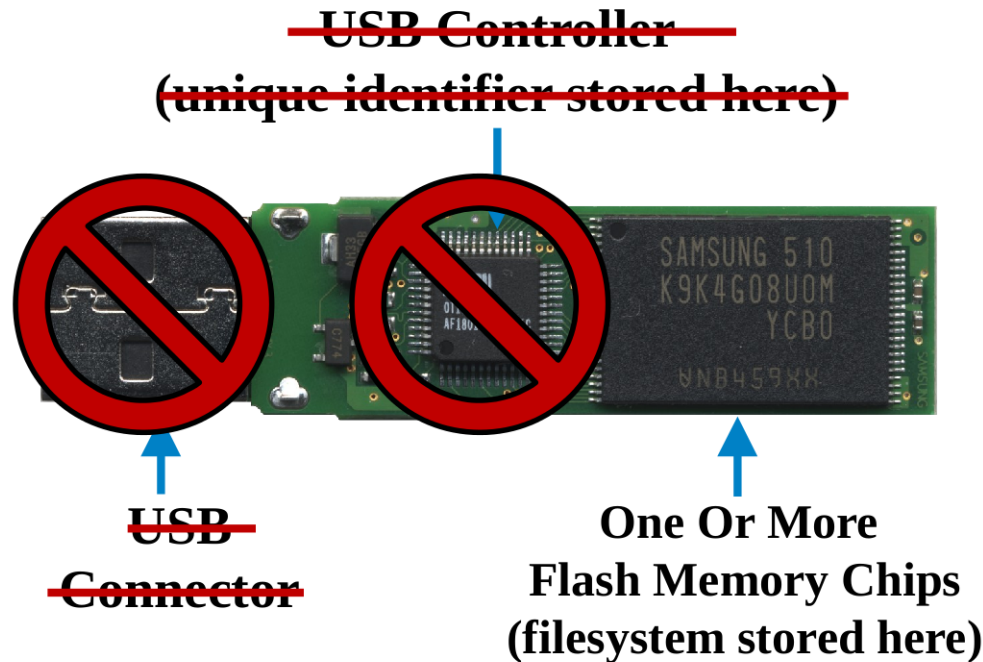 USB Controller
(unique identifier stored here)
SAMSUNG 510
K9K4G08U0M
YCB0
SAMSUNG
USB
Connector
One Or More
Flash Memory Chips
(filesystem stored here)